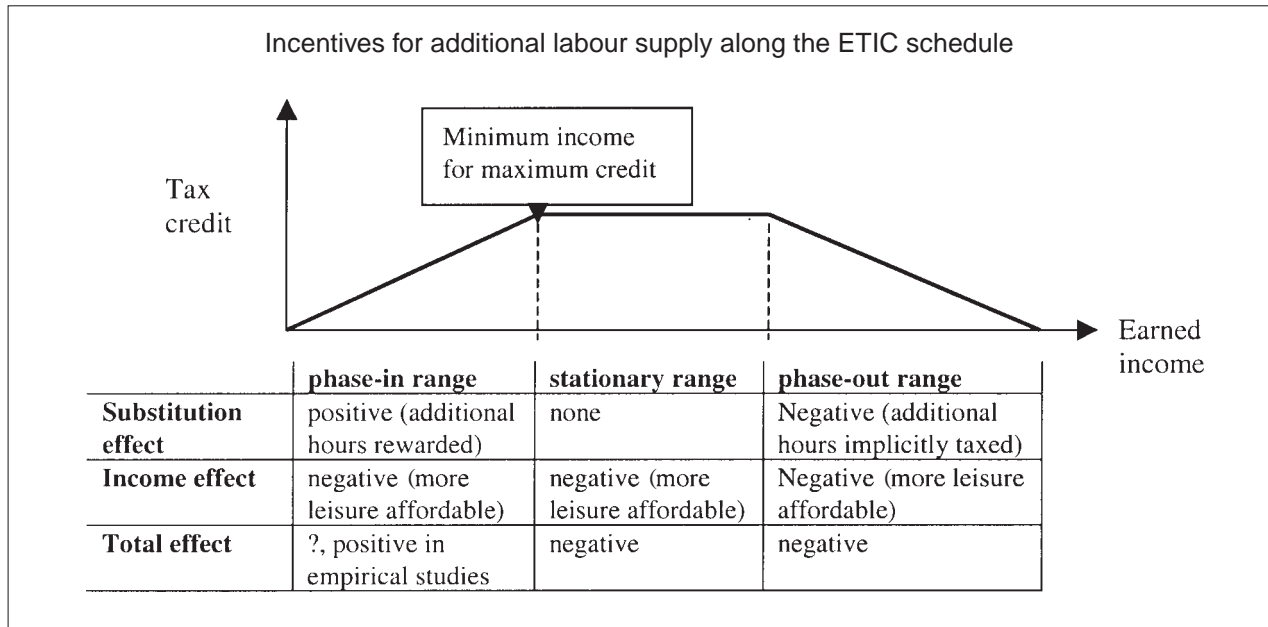 Incentives for additional labour supply along the ETIC schedule
Minimum income
for maximum credit
Tax
credit
Earned
income
phase-in range stationary range phase-out range
Substitution effect positive (additional hours rewarded) none Negative (additional hours implicitly taxed)
Income effect negative (more leisure affordable) negative (more leisure affordable) Negative (more leisure affordable)
Total effect ?, positive in empirical studies negative negative